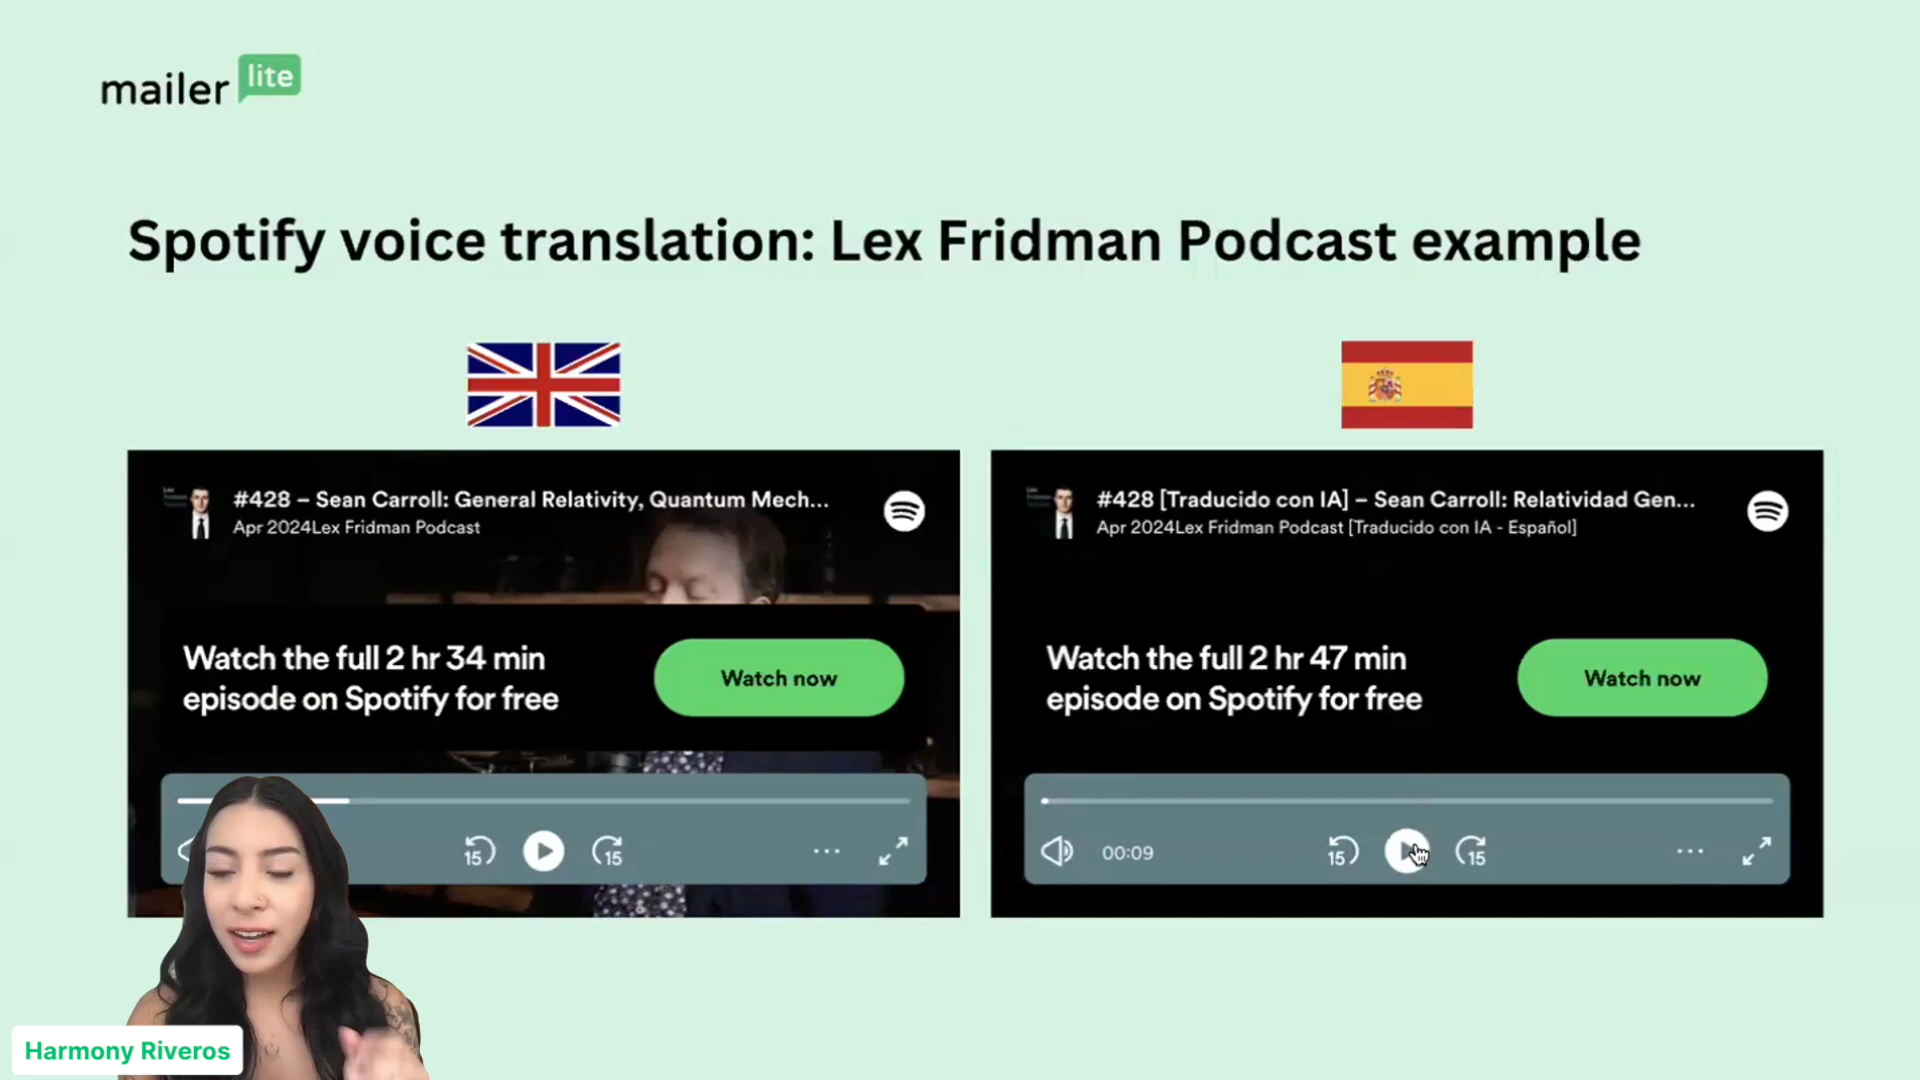 mailer lite
Spotify voice translation: Lex Fridman Podcast example
#428 – Sean Carroll: General Relativity, Quantum Mech...
Apr 2024Lex Fridman Podcast
Watch the full 2 hr 34 min
episode on Spotify for free
Watch now
15
15
#428 [Traducido con IA] – Sean Carroll: Relatividad Gen...
Apr 2024Lex Fridman Podcast [Traducido con IA - Español]
Watch the full 2 hr 47 min
episode on Spotify for free
Watch now
00:09
15
15
Harmony Riveros